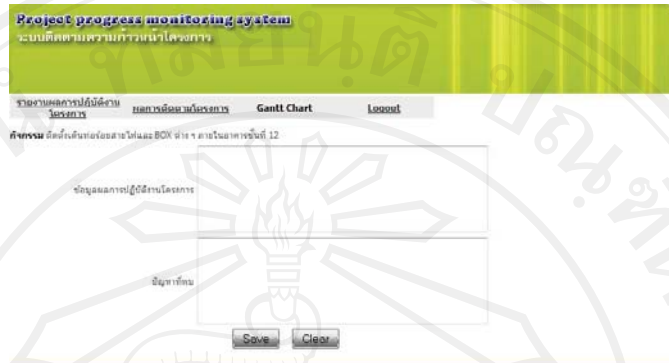 Project progress monitoring system
ระบบติดตามความก้าวหน้าโครงการ
รายงานผลการปฏิบัติงาน
โครงการ
ผลการติดตามโครงการ
Gantt Chart
Logout
กิจกรรม ติดตั้งเดินท่อร้อยสายไฟและ BOX ต่าง ๆ ภายในอาคารชั้นที่ 12
ข้อมูลผลการปฏิบัติงานโครงการ
ปัญหาที่พบ
Save Clear